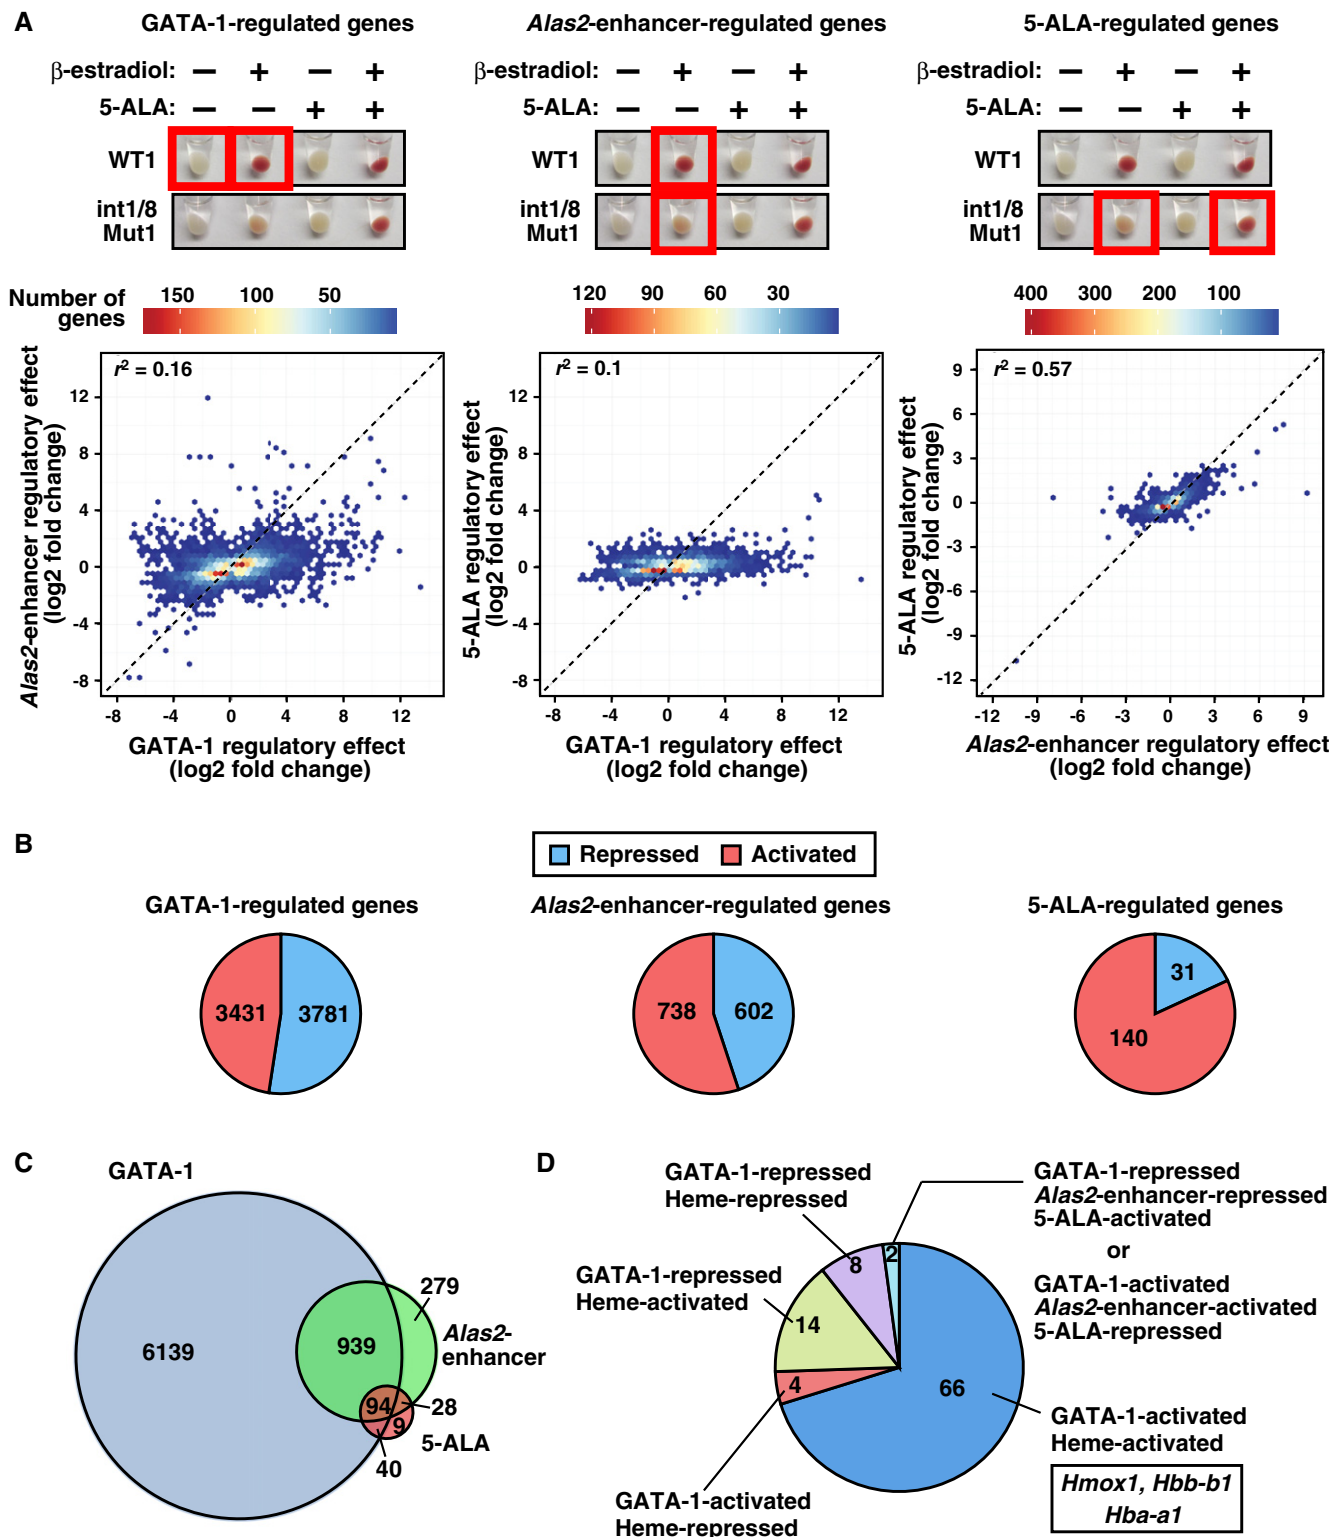 A
GATA-1-regulated genes
Alas2-enhancer-regulated genes
5-ALA-regulated genes
β-estradiol: − + − +
5-ALA: − − + +
WT1
int1/8
Mut1
β-estradiol: − + − +
5-ALA: − − + +
WT1
int1/8
Mut1
β-estradiol: − + − +
5-ALA: − − + +
WT1
int1/8
Mut1
Number of
genes
150 100 50
120 90 60 30
400 300 200 100
Alas2-enhancer regulatory effect
(log2 fold change)
r² = 0.16
12
8
4
0
-4
-8
-8 -4 0 4 8 12
GATA-1 regulatory effect
(log2 fold change)
5-ALA regulatory effect
(log2 fold change)
r² = 0.1
12
8
4
0
-4
-8
-8 -4 0 4 8 12
GATA-1 regulatory effect
(log2 fold change)
5-ALA regulatory effect
(log2 fold change)
r² = 0.57
9
6
3
0
-3
-6
-9
-12
-12 -9 -6 -3 0 3 6 9
Alas2-enhancer regulatory effect
(log2 fold change)
B
Repressed Activated
GATA-1-regulated genes
3431 3781
Alas2-enhancer-regulated genes
738 602
5-ALA-regulated genes
31
140
C
GATA-1
279
Alas2-
enhancer
6139
939
94
28
9
5-ALA
40
D
GATA-1-repressed
Heme-repressed
GATA-1-repressed
Alas2-enhancer-repressed
5-ALA-activated
or
GATA-1-activated
Alas2-enhancer-activated
5-ALA-repressed
GATA-1-repressed
Heme-activated
8
2
14
4
66
GATA-1-activated
Heme-activated
Hmox1, Hbb-b1
Hba-a1
GATA-1-activated
Heme-repressed